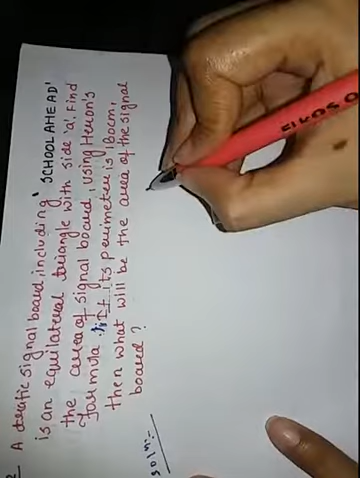 A traffic signal board, including 'SCHOOL AHEAD'
is an equilateral triangle with side 'a'. Find
the area of signal board, using Heron's
formula. If its perimeter is 160cm,
then what will be the area of the signal
board?
soln:-